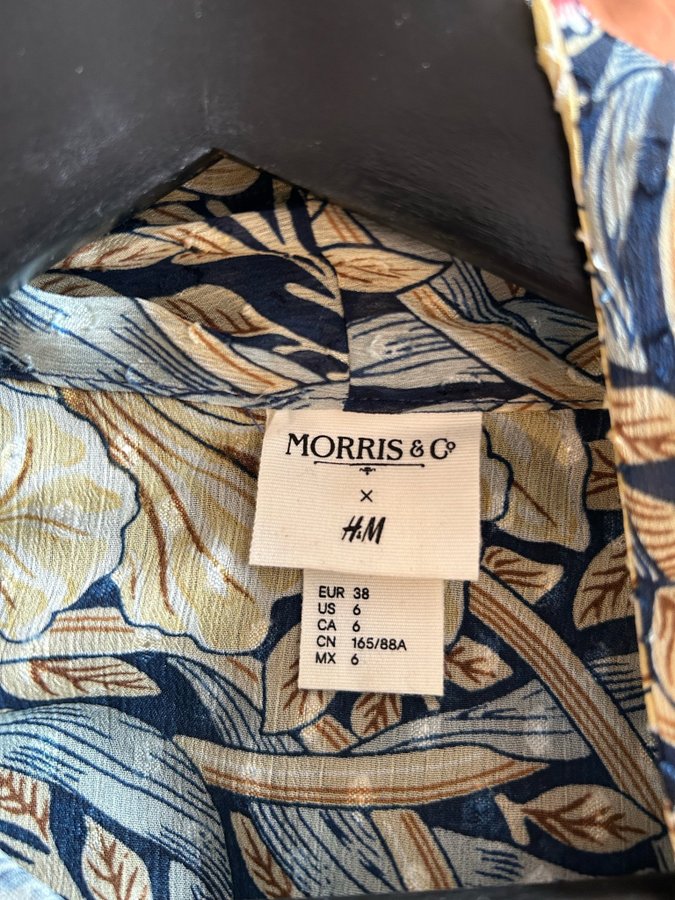 MORRIS & Co
×
H&M
EUR 38
US 6
CA 6
CN 165/88A
MX 6